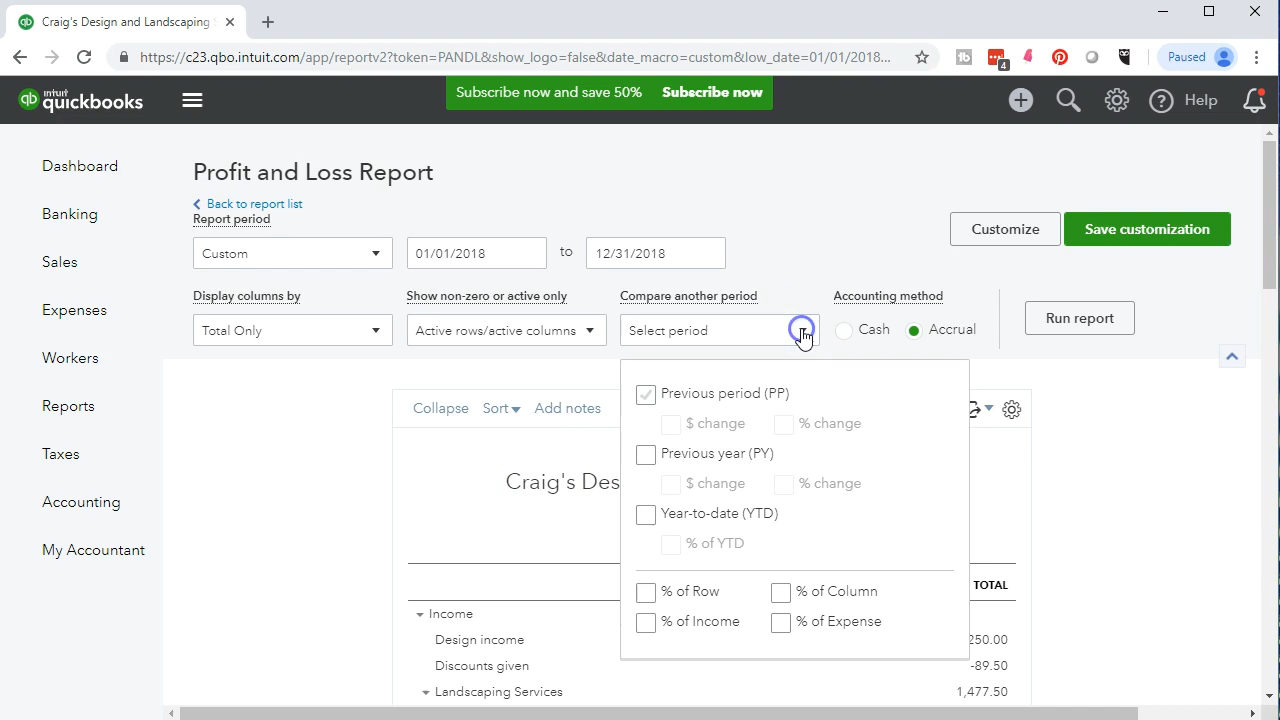 Craig's Design and Landscaping S
https://c23.qbo.intuit.com/app/reportv2?token=PANDL&show_logo=false&date_macro=custom&low_date=01/01/2018...
4
Paused
intuit quickbooks
Subscribe now and save 50% Subscribe now
Help
Dashboard
Banking
Sales
Expenses
Workers
Reports
Taxes
Accounting
My Accountant
Profit and Loss Report
Back to report list
Report period
Custom 01/01/2018 to 12/31/2018
Customize Save customization
Display columns by Show non-zero or active only Compare another period Accounting method
Total Only Active rows/active columns Select period Cash Accrual
Run report
Previous period (PP)
$ change % change
Previous year (PY)
$ change % change
Year-to-date (YTD)
% of YTD
% of Row % of Column
% of Income % of Expense
Collapse Sort Add notes
Craig's Des
TOTAL
Income
Design income 250.00
Discounts given -89.50
Landscaping Services 1,477.50